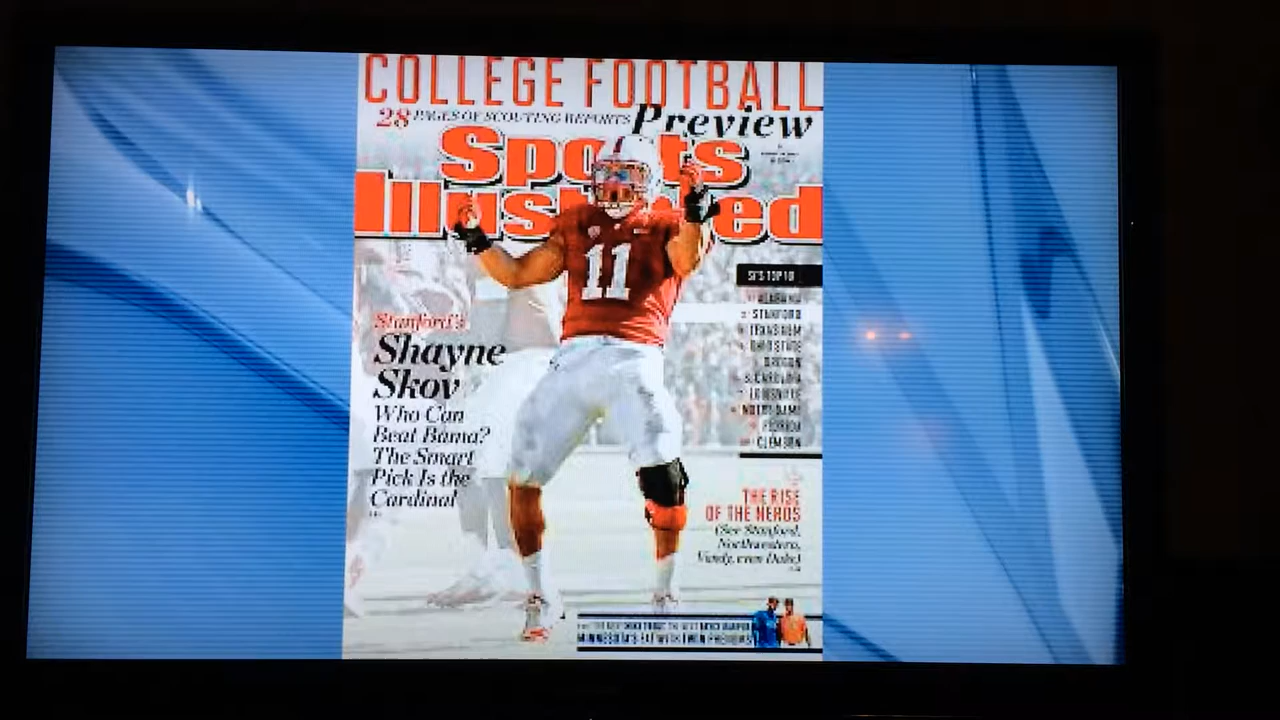 COLLEGE FOOTBALL
28 PAGES OF SCOUTING REPORTS Preview
Sports
Illustrated
11
SI'S TOP 10
ALABAMA
STANFORD
TEXAS A&M
OHIO STATE
OREGON
S. CAROLINA
LOUISVILLE
NOTRE DAME
FLORIDA
CLEMSON
Stanford's
Shayne
Skov
Who Can
Beat Bama?
The Smart
Pick Is the
Cardinal
THE RISE
OF THE NERDS
(See Stanford,
Northwestern,
Vandy, even Duke)